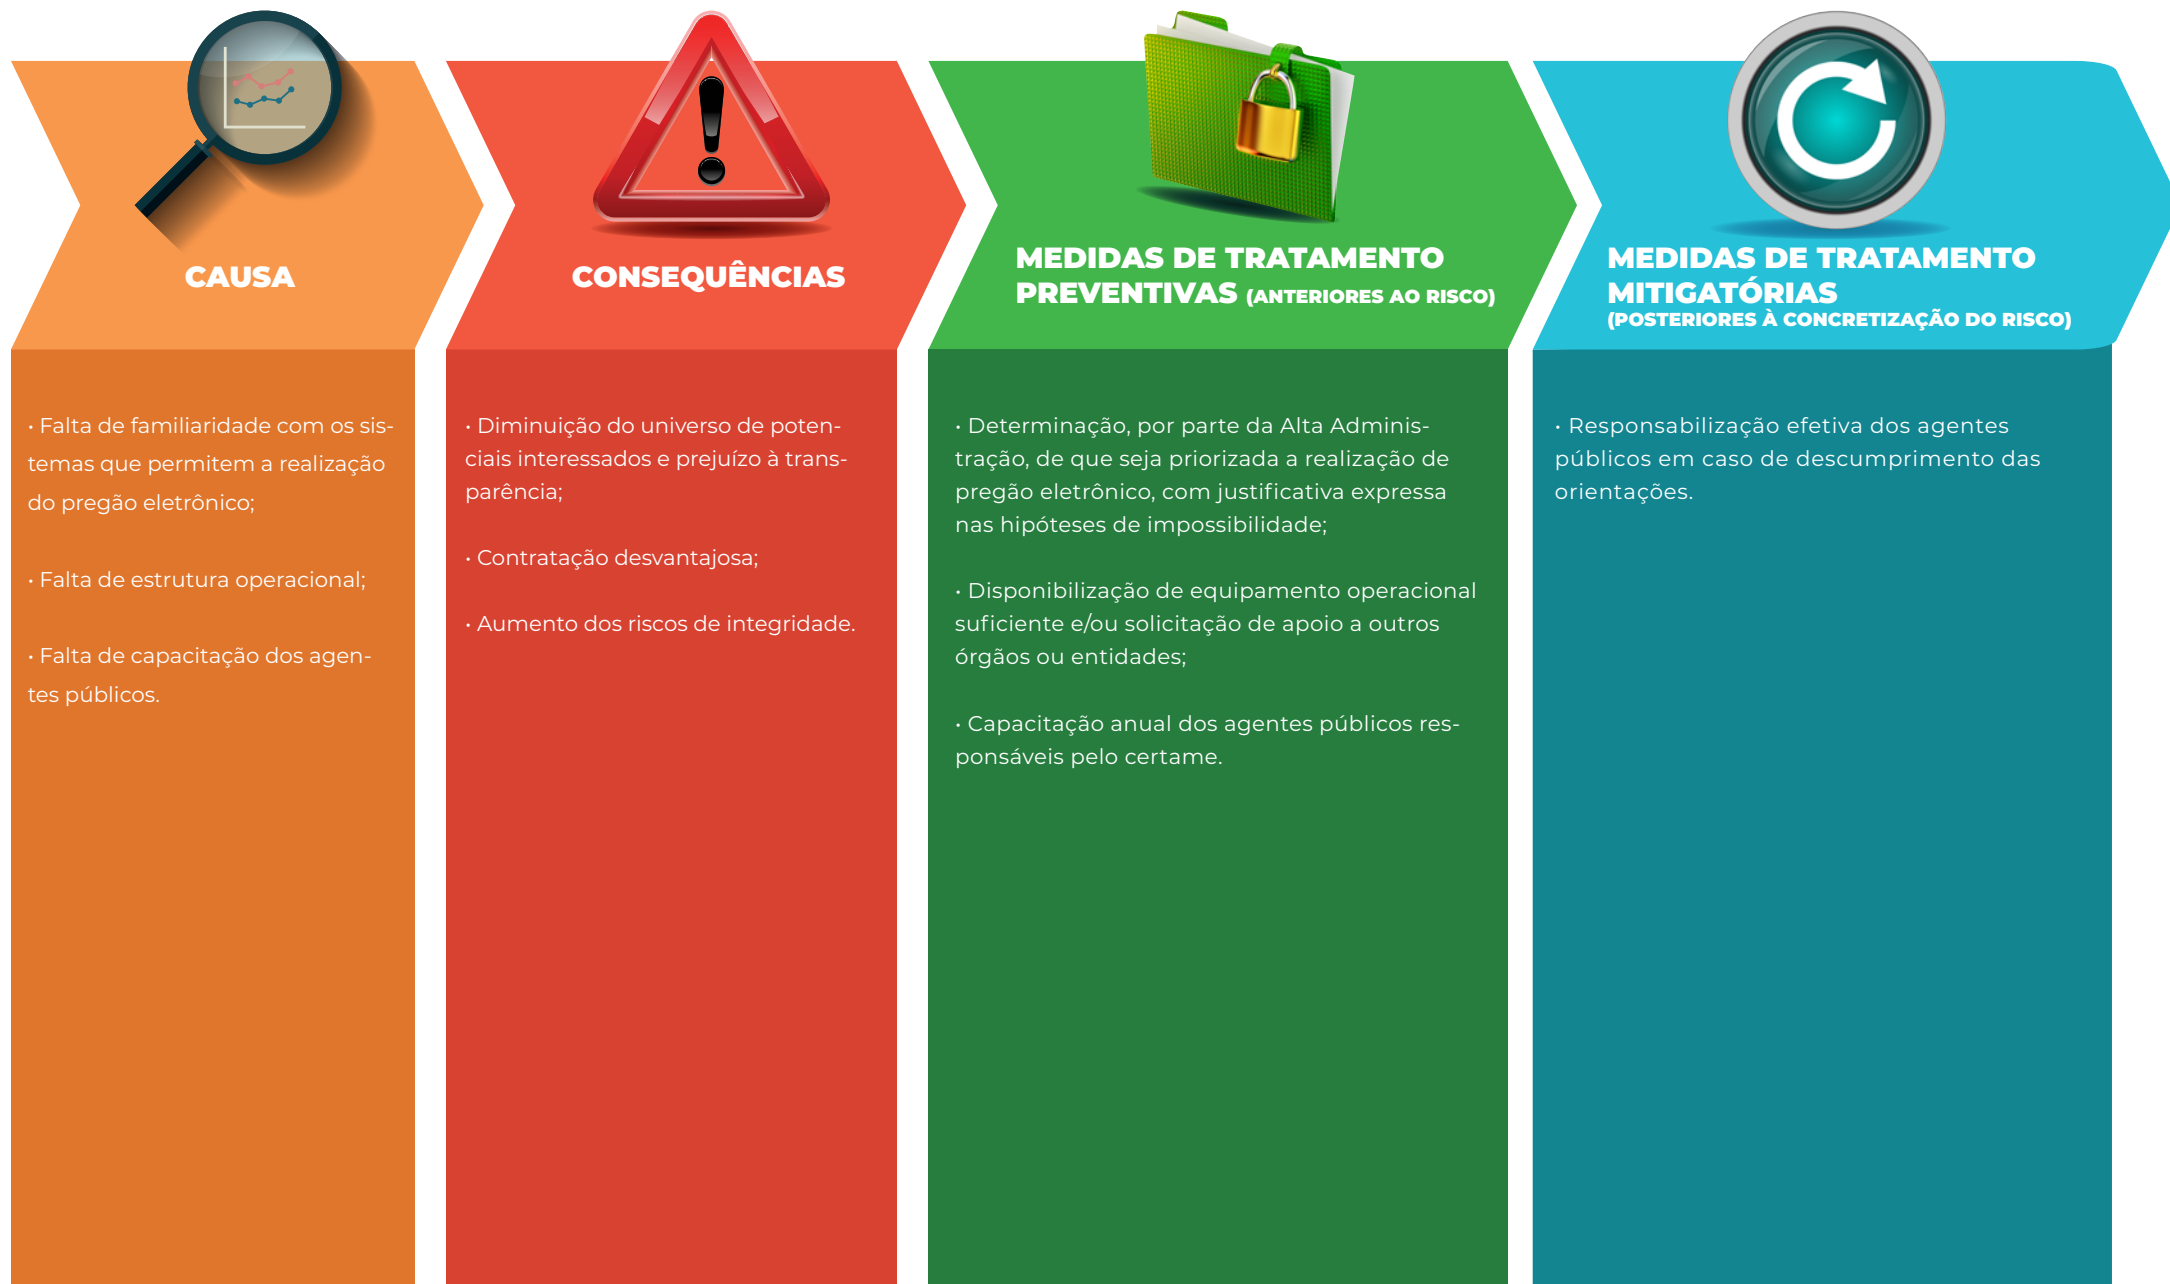 CAUSA
• Falta de familiaridade com os sis-
temas que permitem a realização
do pregão eletrônico;
• Falta de estrutura operacional;
• Falta de capacitação dos agen-
tes públicos.
CONSEQUÊNCIAS
• Diminuição do universo de poten-
ciais interessados e prejuízo à trans-
parência;
• Contratação desvantajosa;
• Aumento dos riscos de integridade.
MEDIDAS DE TRATAMENTO
PREVENTIVAS (ANTERIORES AO RISCO)
• Determinação, por parte da Alta Adminis-
tração, de que seja priorizada a realização de
pregão eletrônico, com justificativa expressa
nas hipóteses de impossibilidade;
• Disponibilização de equipamento operacional
suficiente e/ou solicitação de apoio a outros
órgãos ou entidades;
• Capacitação anual dos agentes públicos res-
ponsáveis pelo certame.
MEDIDAS DE TRATAMENTO
MITIGATÓRIAS
(POSTERIORES À CONCRETIZAÇÃO DO RISCO)
• Responsabilização efetiva dos agentes
públicos em caso de descumprimento das
orientações.